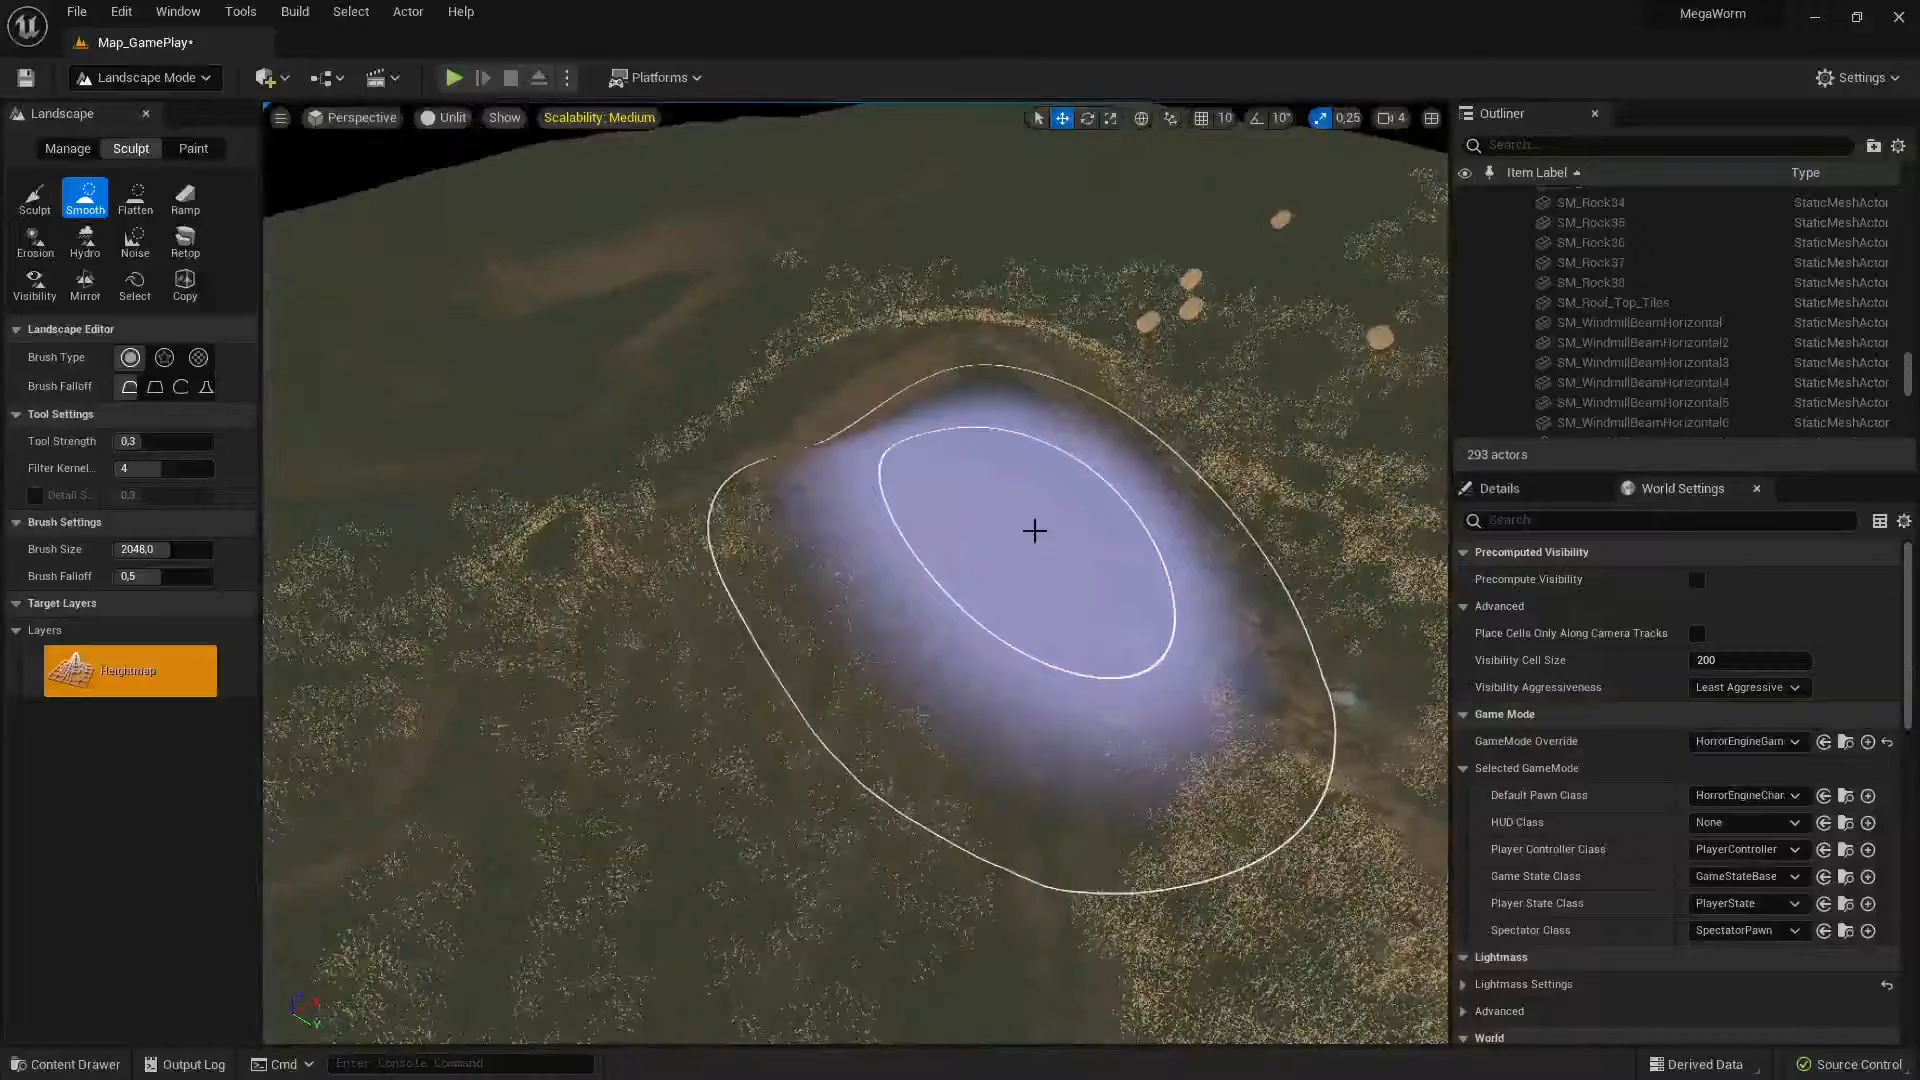 File Edit Window Tools Build Select Actor Help
MegaWorm
Map_GamePlay*
Landscape Mode
Platforms
Settings
Landscape
Manage Sculpt Paint
Sculpt Smooth Flatten Ramp
Erosion Hydro Noise Retop
Visibility Mirror Select Copy
Landscape Editor
Brush Type
Brush Falloff
Tool Settings
Tool Strength 0,3
Filter Kernel... 4
Detail S... 0,3
Brush Settings
Brush Size 2048,0
Brush Falloff 0,5
Target Layers
Layers
Heightmap
Perspective Unlit Show Scalability: Medium
10 10° 0,25 4
X
Y
Outliner
Search...
Item Label Type
SM_Rock34 StaticMeshActor
SM_Rock35 StaticMeshActor
SM_Rock36 StaticMeshActor
SM_Rock37 StaticMeshActor
SM_Rock38 StaticMeshActor
SM_Roof_Top_Tiles StaticMeshActor
SM_WindmillBeamHorizontal StaticMeshActor
SM_WindmillBeamHorizontal2 StaticMeshActor
SM_WindmillBeamHorizontal3 StaticMeshActor
SM_WindmillBeamHorizontal4 StaticMeshActor
SM_WindmillBeamHorizontal5 StaticMeshActor
SM_WindmillBeamHorizontal6 StaticMeshActor
293 actors
Details World Settings
Search
Precomputed Visibility
Precompute Visibility
Advanced
Place Cells Only Along Camera Tracks
Visibility Cell Size 200
Visibility Aggressiveness Least Aggressive
Game Mode
GameMode Override HorrorEngineGam
Selected GameMode
Default Pawn Class HorrorEngineChar
HUD Class None
Player Controller Class PlayerController
Game State Class GameStateBase
Player State Class PlayerState
Spectator Class SpectatorPawn
Lightmass
Lightmass Settings
Advanced
World
Content Drawer Output Log Cmd Enter Console Command
Derived Data Source Control